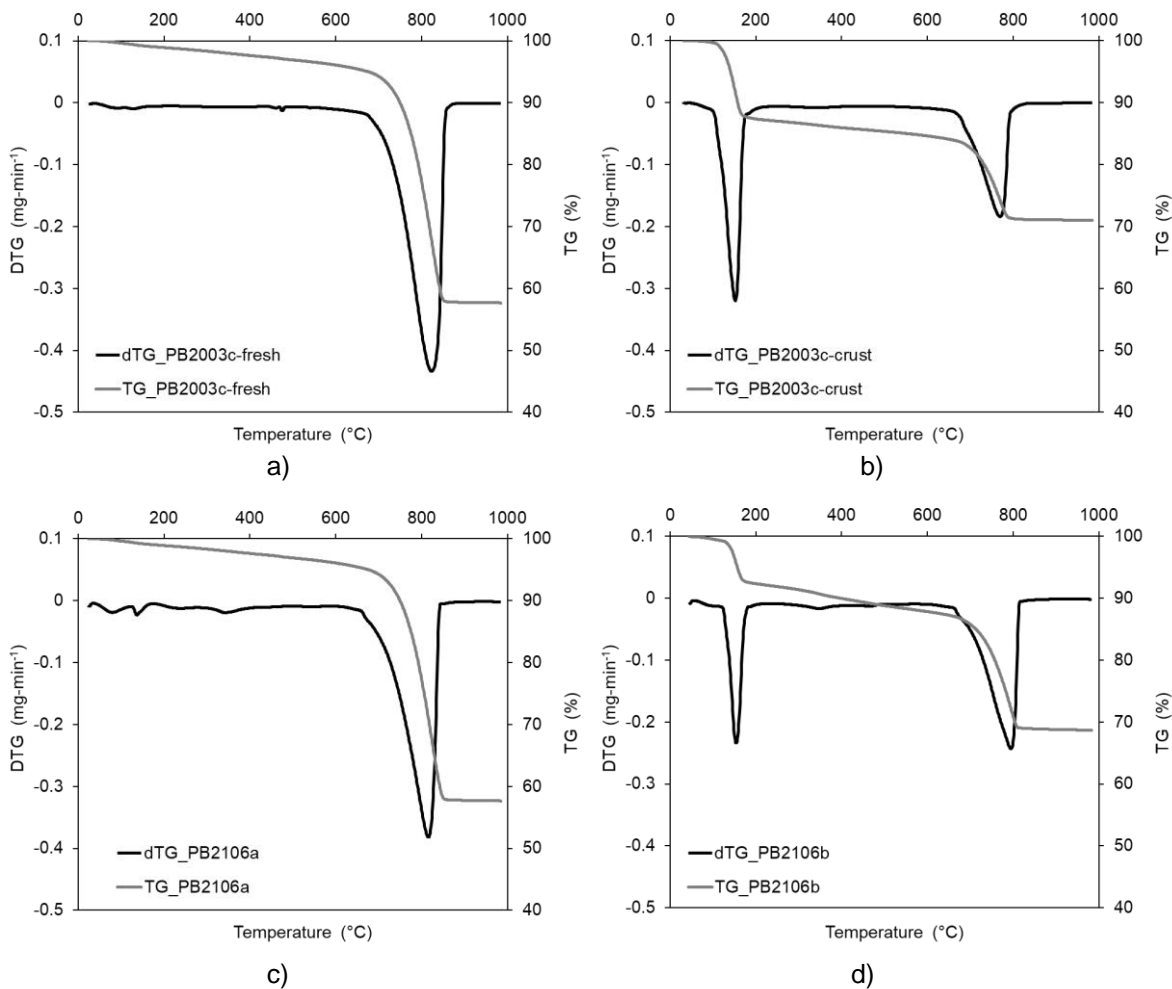 0 200 400 600 800 1000
0.1 100
0 90
-0.1 80
-0.2 70
-0.3 60
-0.4 50
-0.5 40
DTG (mg-min⁻¹)
TG (%)
dTG_PB2003c-fresh
TG_PB2003c-fresh
Temperature (°C)
a)
0 200 400 600 800 1000
0.1 100
0 90
-0.1 80
-0.2 70
-0.3 60
-0.4 50
-0.5 40
DTG (mg-min⁻¹)
TG (%)
dTG_PB2003c-crust
TG_PB2003c-crust
Temperature (°C)
b)
0 200 400 600 800 1000
0.1 100
0 90
-0.1 80
-0.2 70
-0.3 60
-0.4 50
-0.5 40
DTG (mg-min⁻¹)
TG (%)
dTG_PB2106a
TG_PB2106a
Temperature (°C)
c)
0 200 400 600 800 1000
0.1 100
0 90
-0.1 80
-0.2 70
-0.3 60
-0.4 50
-0.5 40
DTG (mg-min⁻¹)
TG (%)
dTG_PB2106b
TG_PB2106b
Temperature (°C)
d)